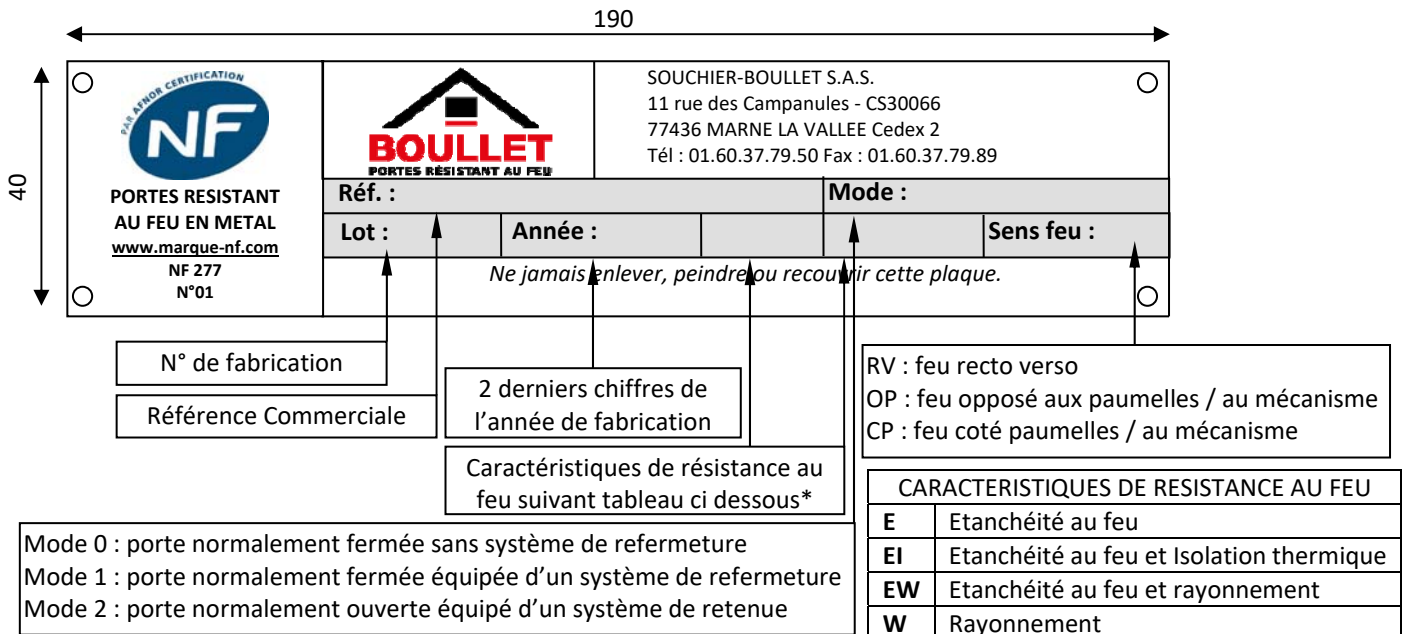 190
40
PAR AFNOR CERTIFICATION
NF
PORTES RESISTANT
AU FEU EN METAL
www.marque-nf.com
NF 277
N°01
BOULLET
PORTES RÉSISTANT AU FEU
SOUCHIER-BOULLET S.A.S.
11 rue des Campanules - CS30066
77436 MARNE LA VALLEE Cedex 2
Tél : 01.60.37.79.50 Fax : 01.60.37.79.89
Réf. : Mode :
Lot : Année : Sens feu :
Ne jamais enlever, peindre ou recouvrir cette plaque.
N° de fabrication
Référence Commerciale
2 derniers chiffres de
l’année de fabrication
Caractéristiques de résistance au
feu suivant tableau ci dessous*
RV : feu recto verso
OP : feu opposé aux paumelles / au mécanisme
CP : feu coté paumelles / au mécanisme
Mode 0 : porte normalement fermée sans système de refermeture
Mode 1 : porte normalement fermée équipée d’un système de refermeture
Mode 2 : porte normalement ouverte équipé d’un système de retenue
CARACTERISTIQUES DE RESISTANCE AU FEU
E Etanchéité au feu
EI Etanchéité au feu et Isolation thermique
EW Etanchéité au feu et rayonnement
W Rayonnement